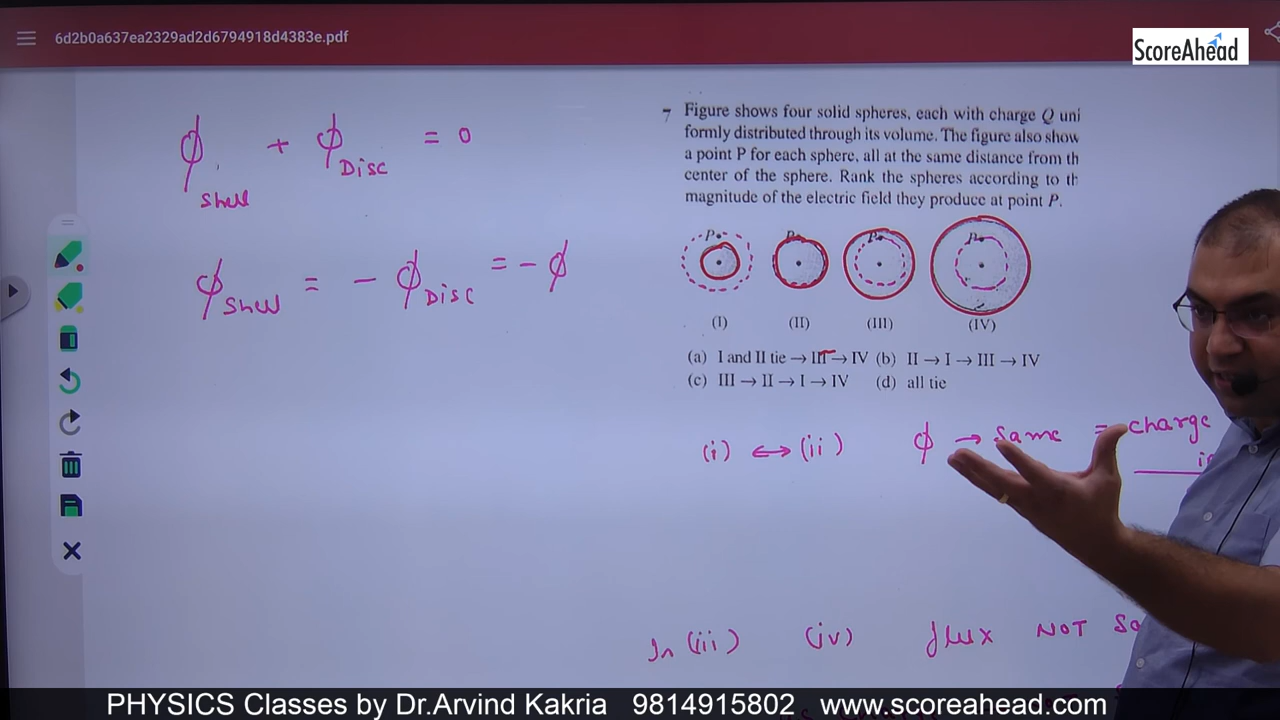 6d2b0a637ea2329ad2d6794918d4383e.pdf
ScoreAhead
ϕ + ϕ = 0
Shell Disc
ϕ Shell = - ϕ Disc = - ϕ
7 Figure shows four solid spheres, each with charge Q uni
formly distributed through its volume. The figure also show
a point P for each sphere, all at the same distance from th
center of the sphere. Rank the spheres according to th
magnitude of the electric field they produce at point P.
P P P P
(I) (II) (III) (IV)
(a) I and II tie → III → IV (b) II → I → III → IV
(c) III → II → I → IV (d) all tie
(i) ↔ (ii) ϕ → Same = charge
In (iii) (iv) flux NOT
PHYSICS Classes by Dr.Arvind Kakria 9814915802 www.scoreahead.com